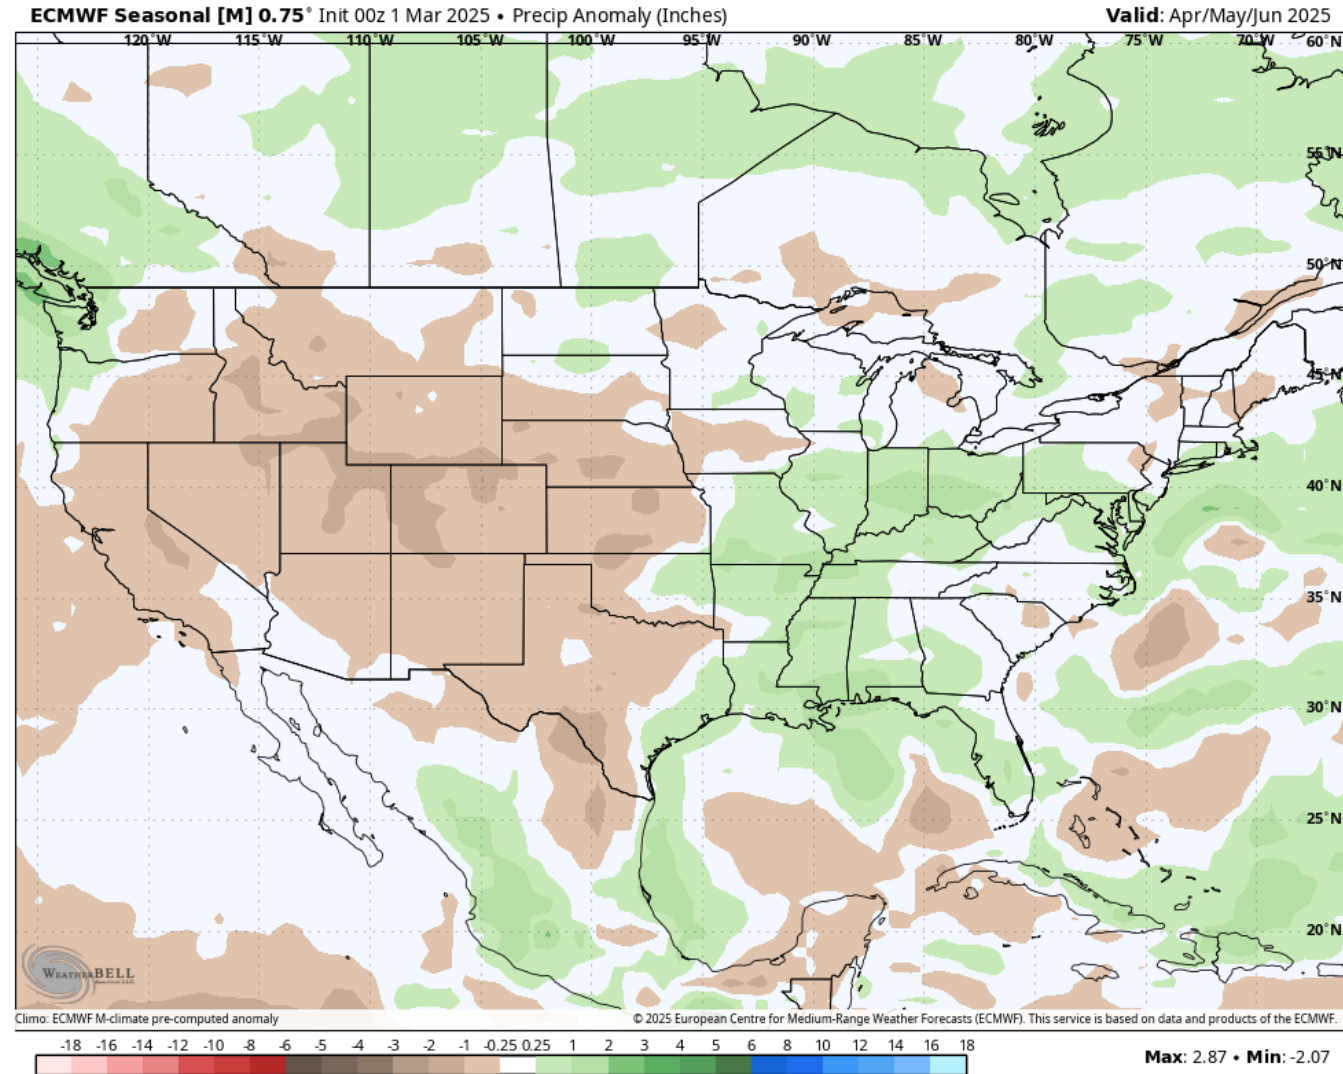 ECMWF Seasonal [M] 0.75° Init 00z 1 Mar 2025 • Precip Anomaly (Inches)
Valid: Apr/May/Jun 2025
120°W 115°W 110°W 105°W 100°W 95°W 90°W 85°W 80°W 75°W 70°W 60°N
55°N
50°N
45°N
40°N
35°N
30°N
25°N
20°N
WEATHERBELL
Climo: ECMWF M-climate pre-computed anomaly
© 2025 European Centre for Medium-Range Weather Forecasts (ECMWF). This service is based on data and products of the ECMWF.
-18 -16 -14 -12 -10 -8 -6 -5 -4 -3 -2 -1 -0.25 0.25 1 2 3 4 5 6 8 10 12 14 16 18
Max: 2.87 • Min: -2.07